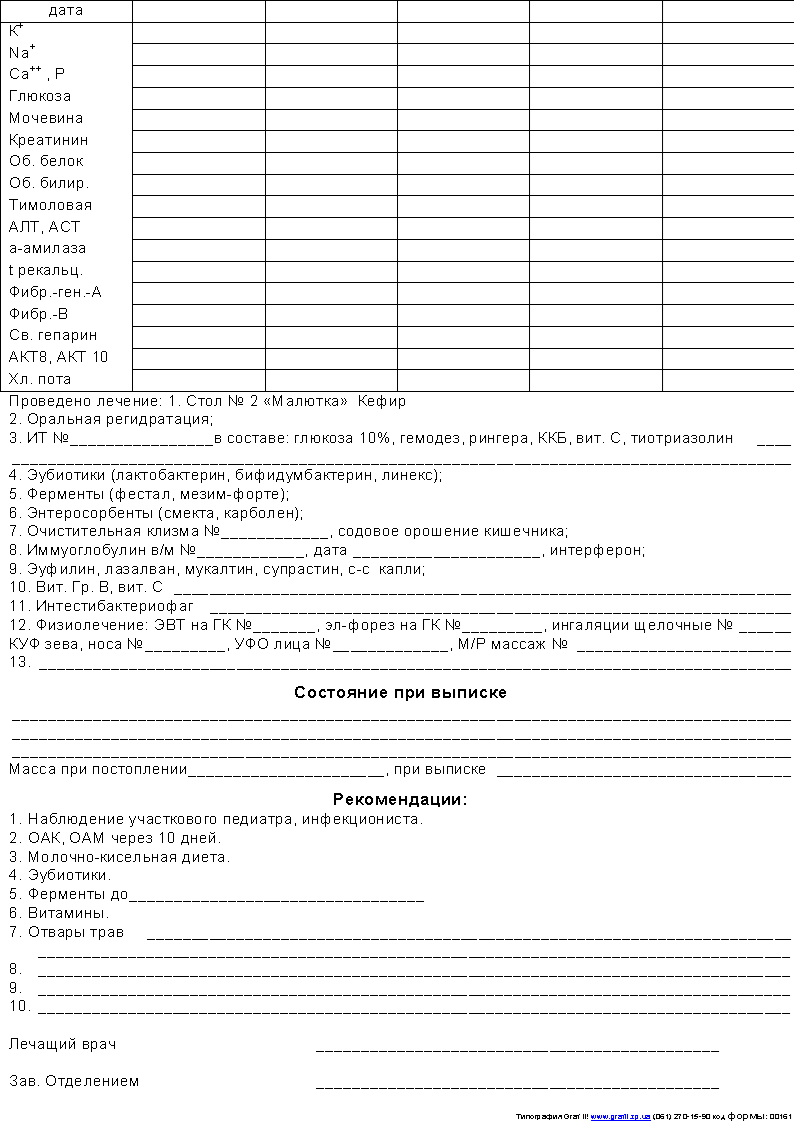 дата
К+
Na+
Ca++ , P
Глюкоза
Мочевина
Креатинин
Об. белок
Об. билир.
Тимоловая
АЛТ, АСТ
а-амилаза
t рекальц.
Фибр.-ген.-А
Фибр.-В
Св. гепарин
АКТ8, АКТ 10
Хл. пота
Проведено лечение: 1. Стол № 2 «Малютка» Кефир
2. Оральная регидратация;
3. ИТ №________________в составе: глюкоза 10%, гемодез, рингера, ККБ, вит. С, тиотриазолин ____
4. Эубиотики (лактобактерин, бифидумбактерин, линекс);
5. Ферменты (фестал, мезим-форте);
6. Энтеросорбенты (смекта, карболен);
7. Очистительная клизма №____________, содовое орошение кишечника;
8. Иммуоглобулин в/м №____________, дата _____________________, интерферон;
9. Эуфилин, лазалван, мукалтин, супрастин, с-с капли;
10. Вит. Гр. В, вит. С ____________________
11. Интестибактериофаг ____________________
12. Физиолечение: ЭВТ на ГК №_______, эл-форез на ГК №_________, ингаляции щелочные № ______
КУФ зева, носа №_________, УФО лица №_____________, М/Р массаж № ________________________
13. ____________________
Состояние при выписке
Масса при постоплении______________________, при выписке ____________________
Рекомендации:
1. Наблюдение участкового педиатра, инфекциониста.
2. ОАК, ОАМ через 10 дней.
3. Молочно-кисельная диета.
4. Эубиотики.
5. Ферменты до_________________________________
6. Витамины.
7. Отвары трав ____________________
8. ____________________
9. ____________________
10. ____________________
Лечащий врач ____________________
Зав. Отделением ____________________
Типография Graf II! www.grafii.zp.ua (061) 270-15-90 код ФОРМЫ: 00161